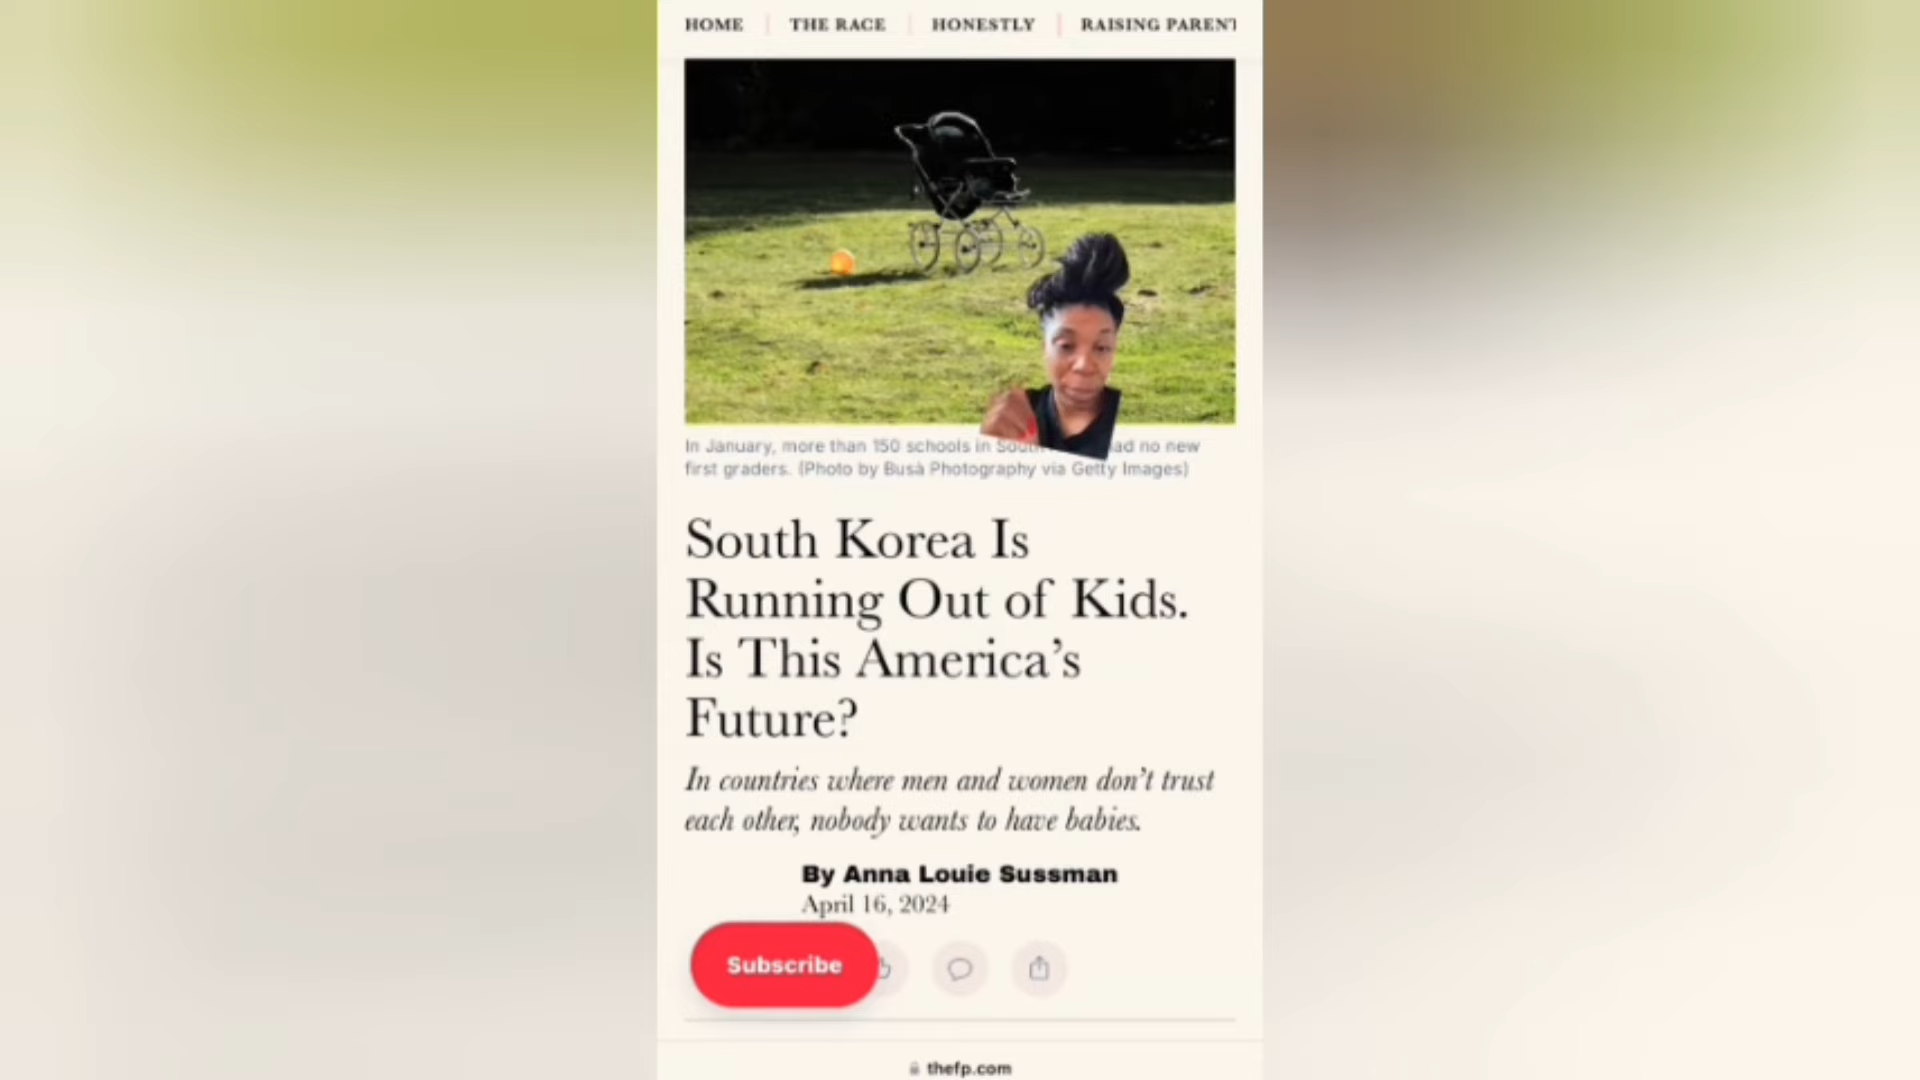 HOME THE RACE HONESTLY RAISING PARENT
In January, more than 150 schools in South had no new
first graders. (Photo by Busà Photography via Getty Images)
South Korea Is
Running Out of Kids.
Is This America's
Future?
In countries where men and women don't trust
each other, nobody wants to have babies.
By Anna Louie Sussman
April 16, 2024
Subscribe
thefp.com